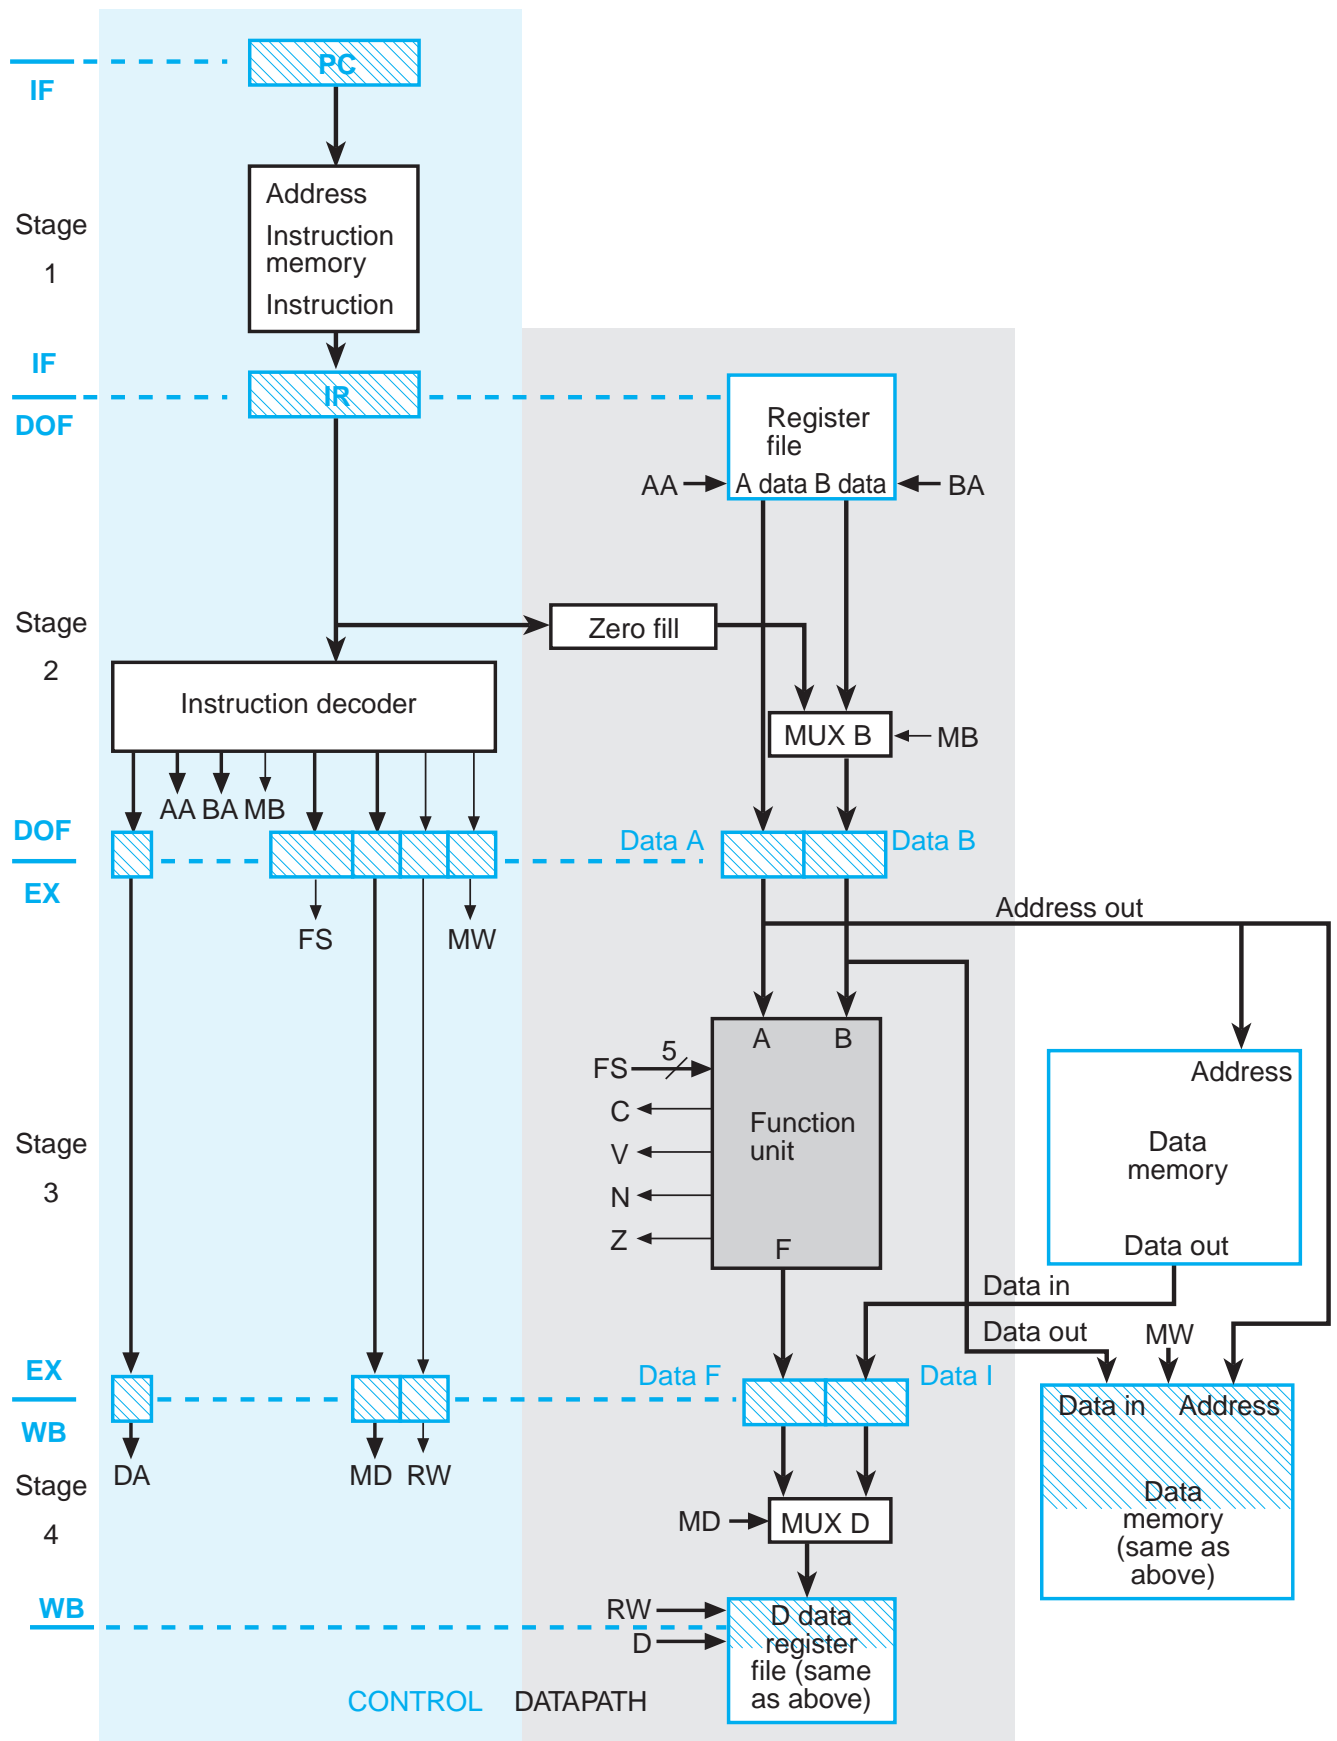 PC
IF
Address
Stage
1
Instruction
memory
Instruction
IF
IR
DOF
Register
file
AA
A data B data
BA
Stage
2
Zero fill
Instruction decoder
MUX B
MB
AA BA MB
DOF
Data A
Data B
EX
FS
MW
Address out
A
B
FS
5
Address
C
Function
unit
V
Data
memory
Stage
3
N
Z
F
Data out
Data in
Data out
MW
EX
Data F
Data I
WB
Data in
Address
DA
MD RW
Stage
4
MD
MUX D
Data
memory
(same as
above)
WB
RW
D
D data
register
file (same
as above)
CONTROL
DATAPATH